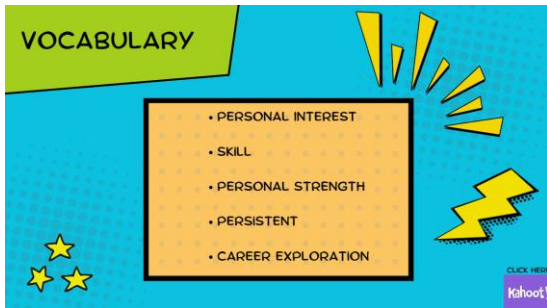 VOCABULARY
• PERSONAL INTEREST
• SKILL
• PERSONAL STRENGTH
• PERSISTENT
• CAREER EXPLORATION
CLICK HERE
Kahoot!